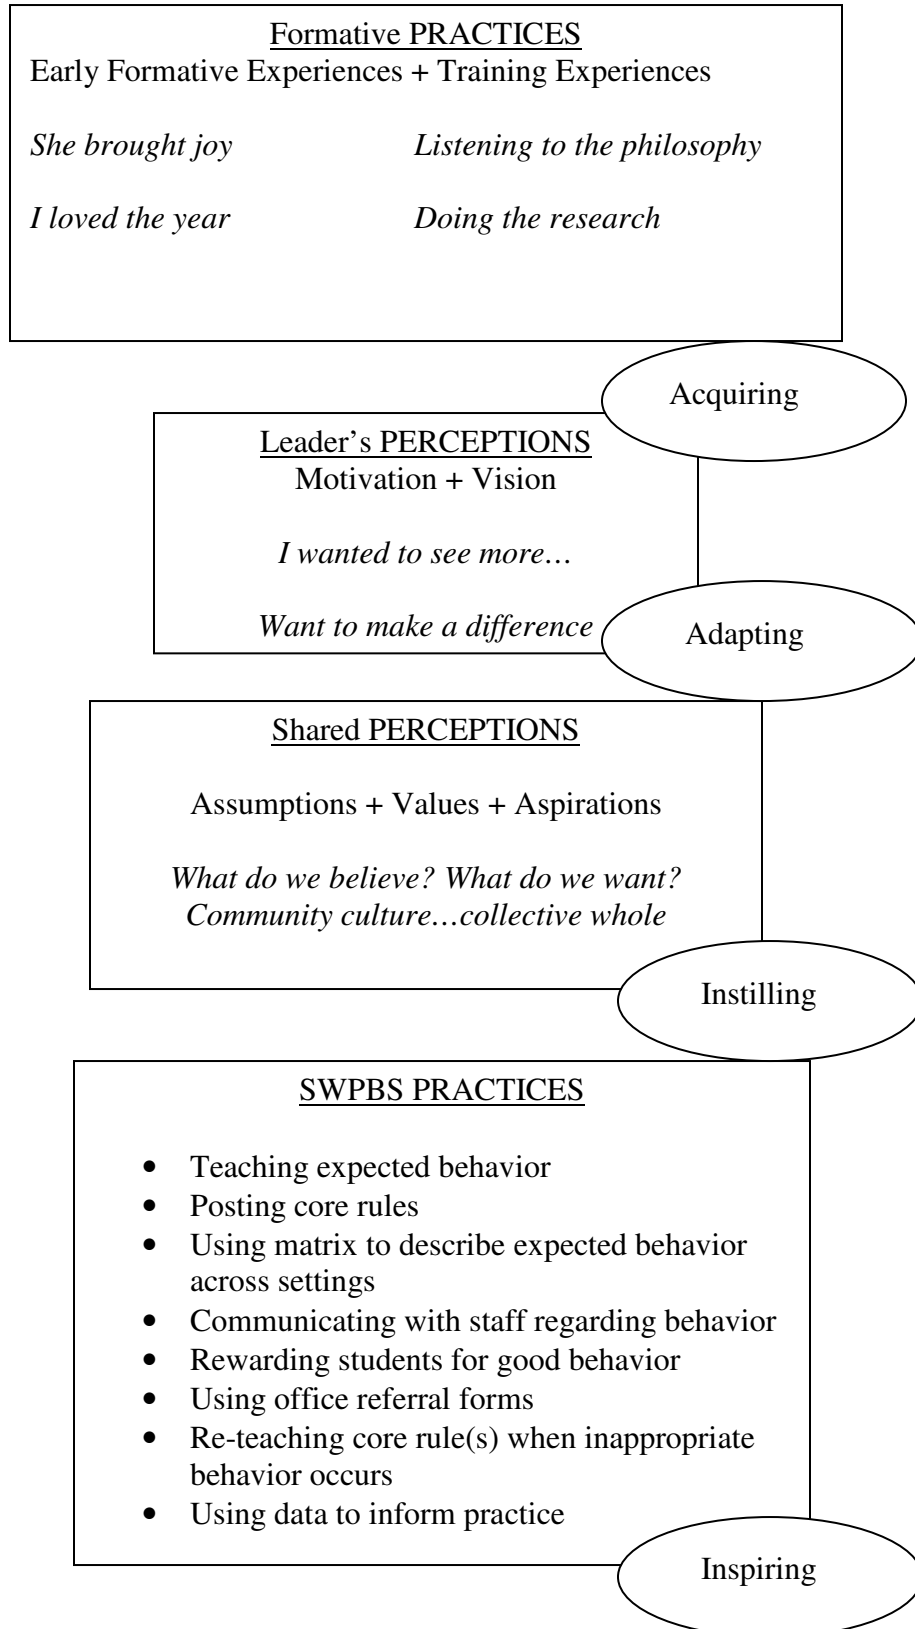 Formative PRACTICES
Early Formative Experiences + Training Experiences
She brought joy Listening to the philosophy
I loved the year Doing the research
Acquiring
Leader’s PERCEPTIONS
Motivation + Vision
I wanted to see more…
Want to make a difference
Adapting
Shared PERCEPTIONS
Assumptions + Values + Aspirations
What do we believe? What do we want?
Community culture…collective whole
Instilling
SWPBS PRACTICES
• Teaching expected behavior
• Posting core rules
• Using matrix to describe expected behavior
across settings
• Communicating with staff regarding behavior
• Rewarding students for good behavior
• Using office referral forms
• Re-teaching core rule(s) when inappropriate
behavior occurs
• Using data to inform practice
Inspiring